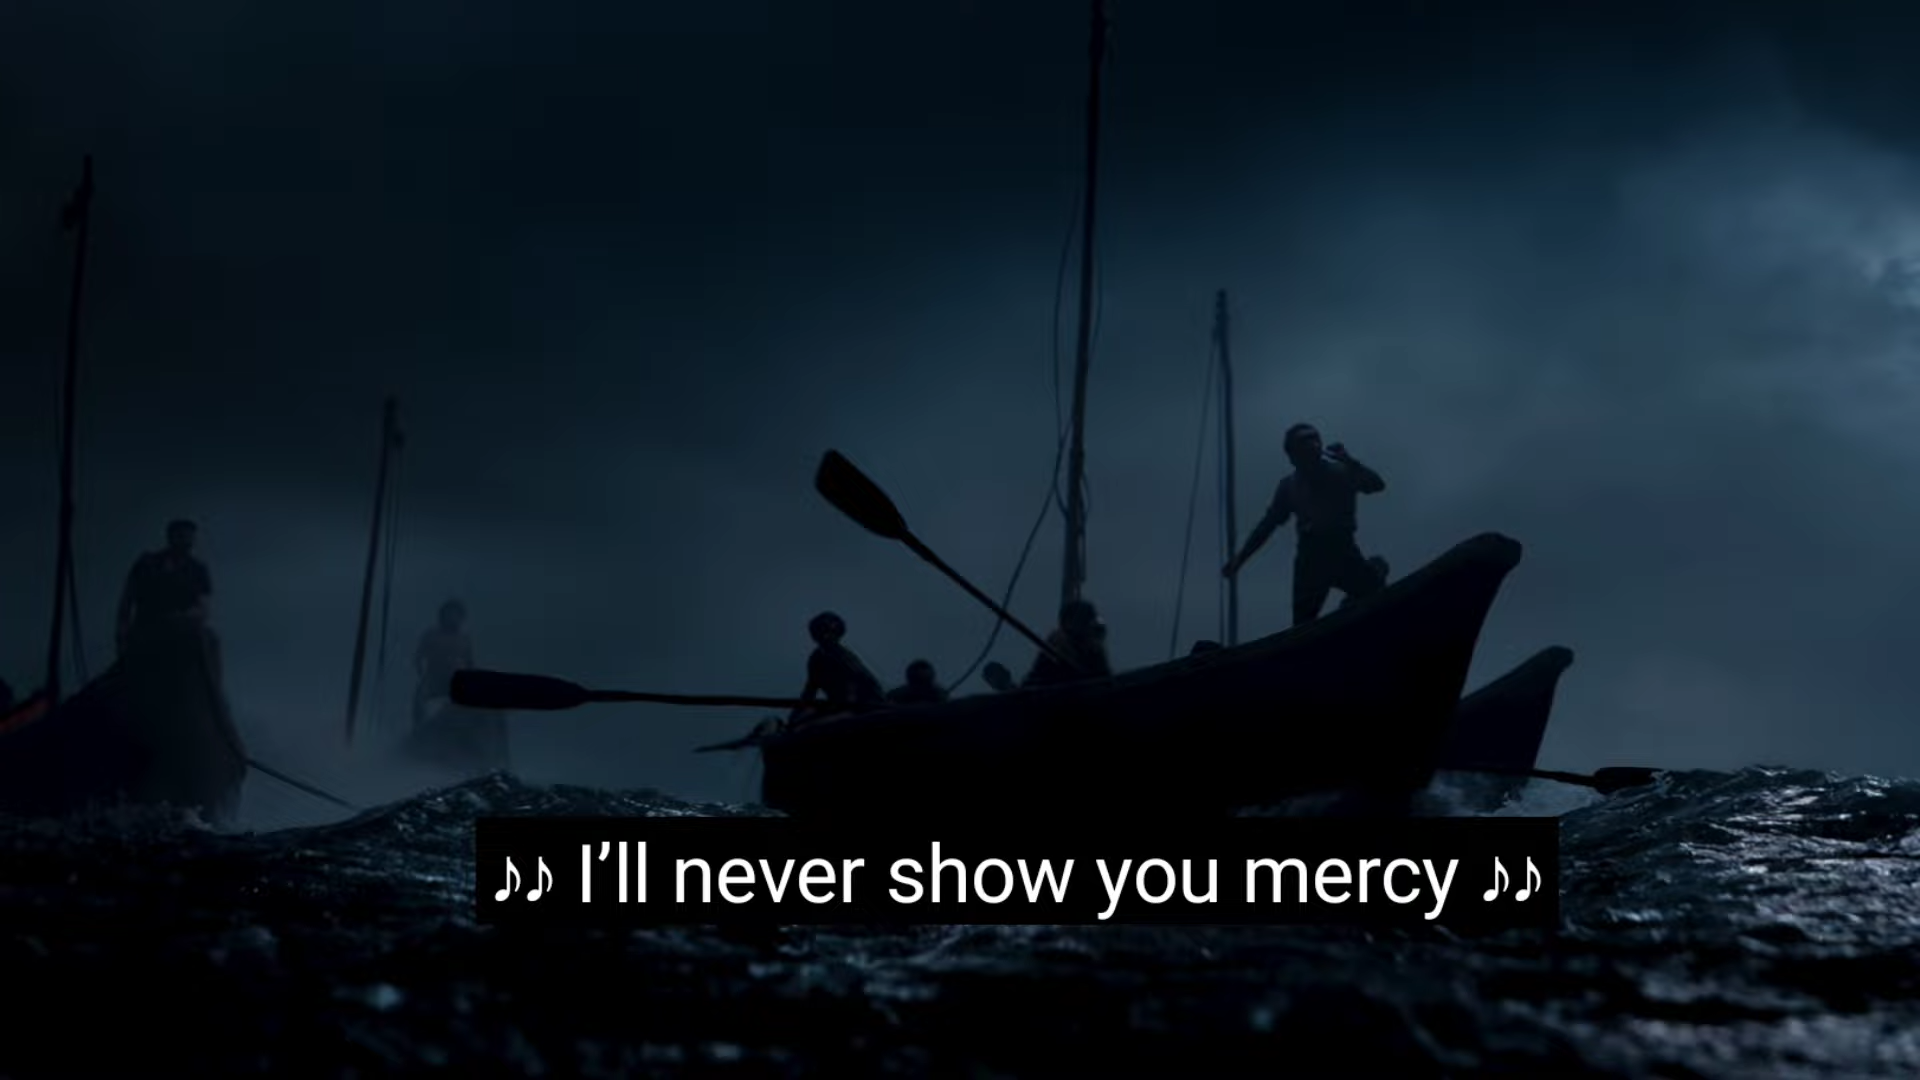 ♪♪ I’ll never show you mercy ♪♪